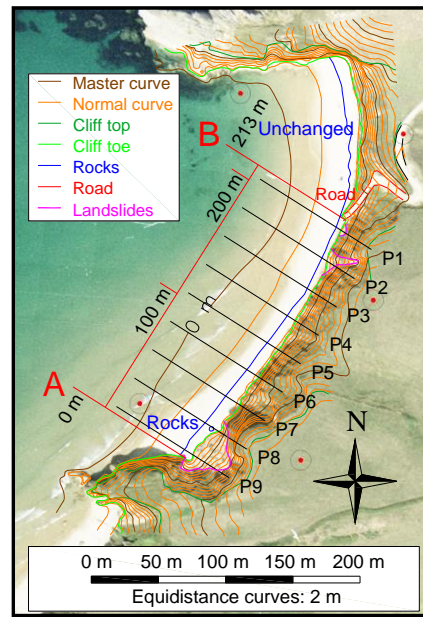 Master curve
Normal curve
Cliff top
Cliff toe
Rocks
Road
Landslides
B
213 m
Unchanged
200 m
Road
P1
P2
P3
100 m
0 m
P4
P5
A
0 m
P6
Rocks
P7
N
P8
P9
0 m 50 m 100 m 150 m 200 m
Equidistance curves: 2 m